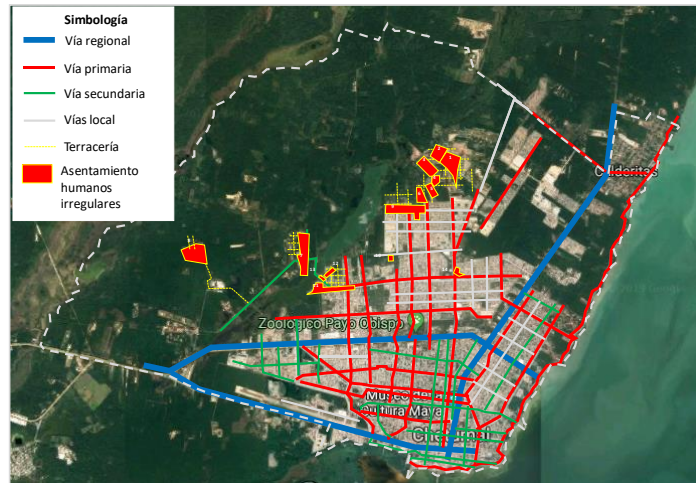 Simbología
Vía regional
Vía primaria
Vía secundaria
Vías local
Terracería
Asentamiento
humanos
irregulares
Calderitas
Zoológico Payo Obispo
Museo de la
Cultura Maya
Chetumal